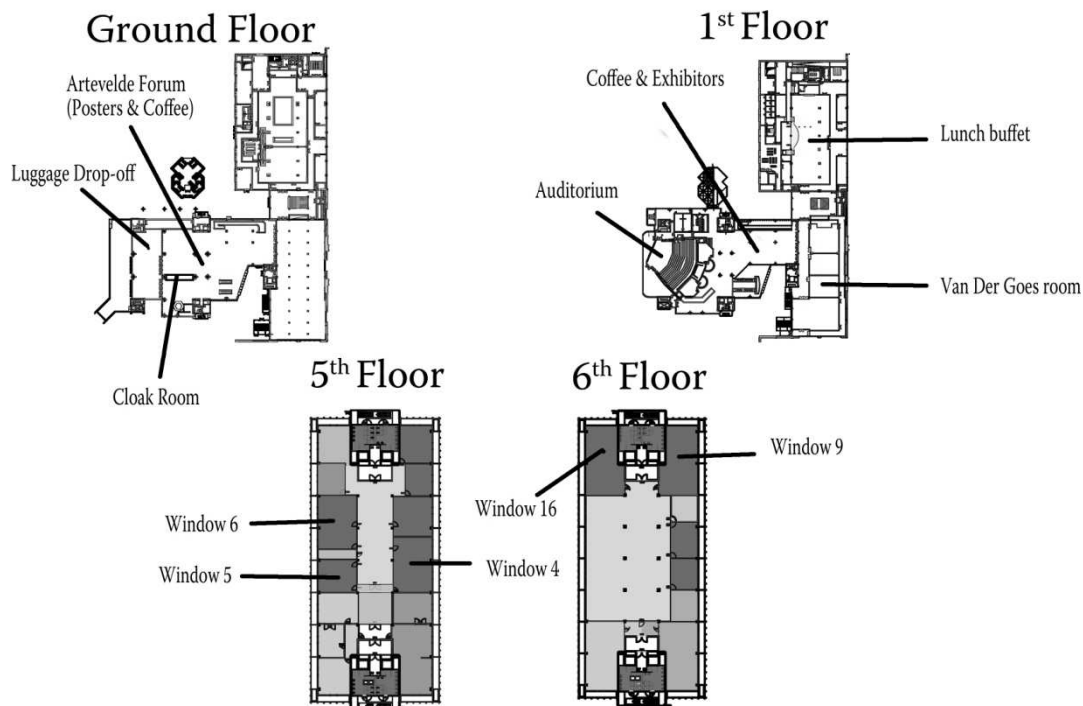 Ground Floor
Artevelde Forum
(Posters & Coffee)
Luggage Drop-off
Cloak Room
1st Floor
Coffee & Exhibitors
Lunch buffet
Auditorium
Van Der Goes room
5th Floor
Window 6
Window 5
Window 4
6th Floor
Window 9
Window 16